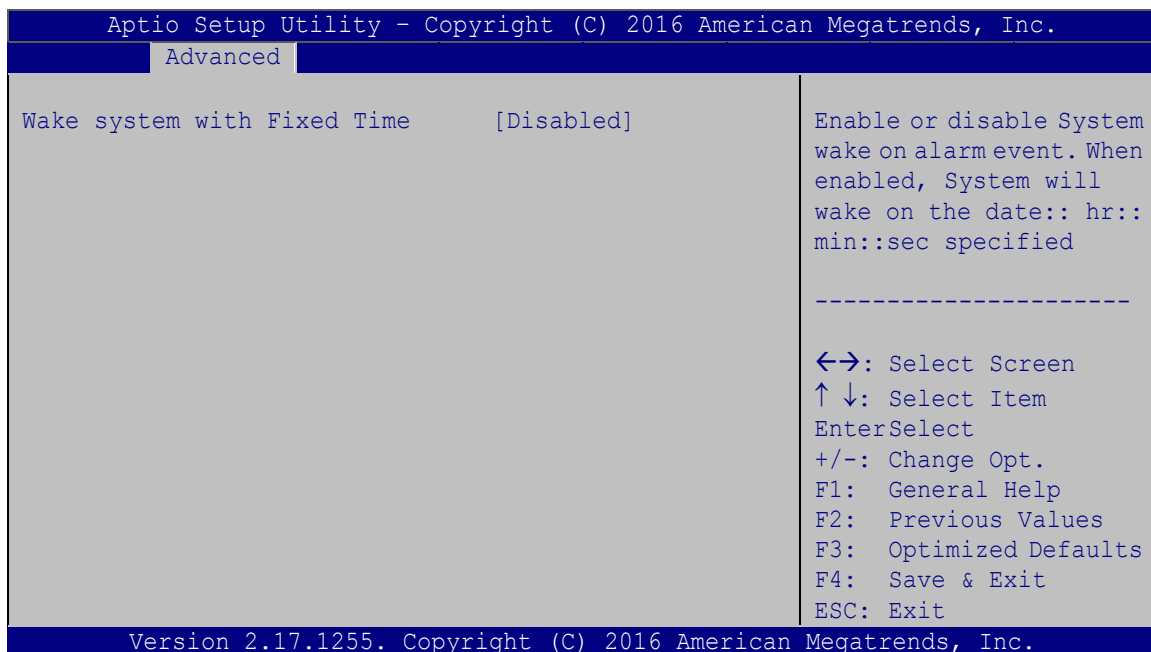 Aptio Setup Utility – Copyright (C) 2016 American Megatrends, Inc.
Advanced
Wake system with Fixed Time [Disabled]
Enable or disable System
wake on alarm event. When
enabled, System will
wake on the date:: hr::
min::sec specified
----------------------
←→: Select Screen
↑ ↓: Select Item
EnterSelect
+/-: Change Opt.
F1: General Help
F2: Previous Values
F3: Optimized Defaults
F4: Save & Exit
ESC: Exit
Version 2.17.1255. Copyright (C) 2016 American Megatrends, Inc.